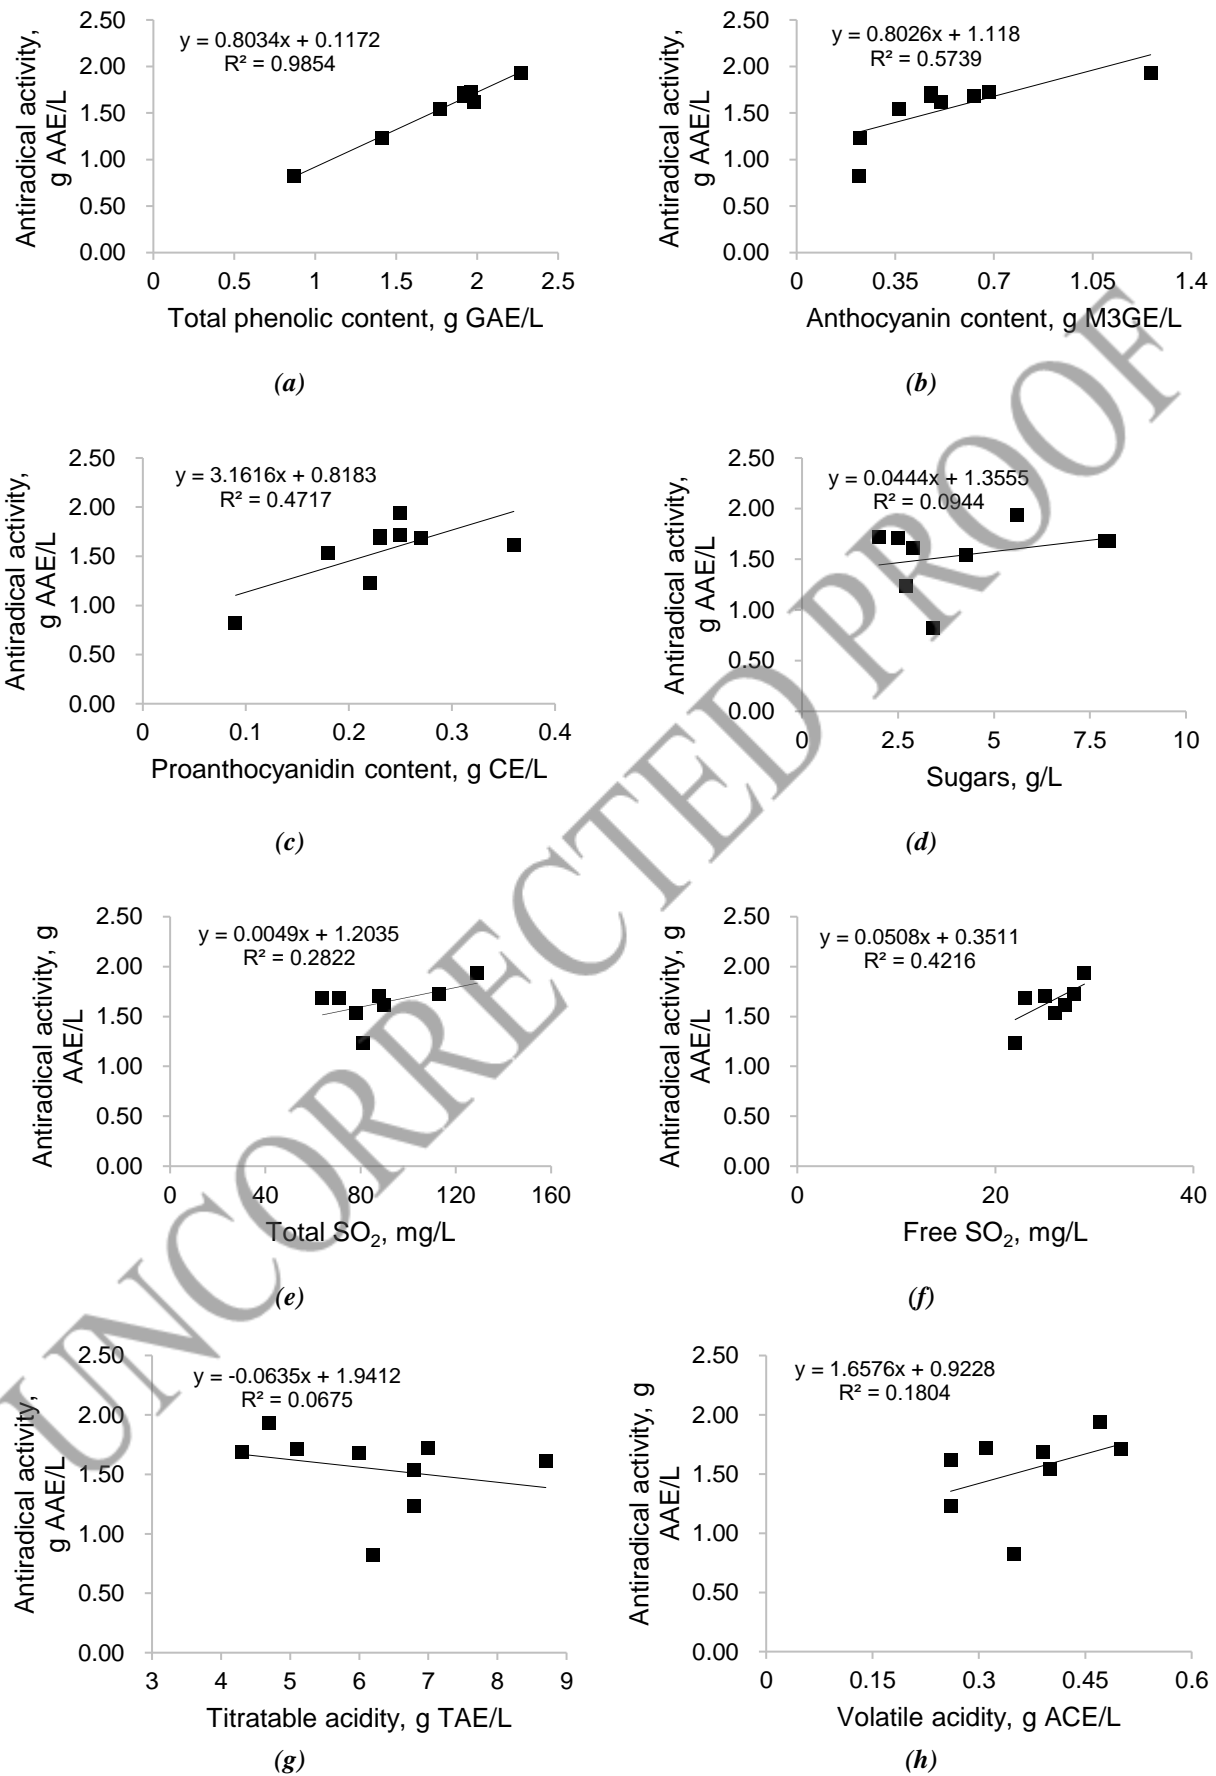 Antiradical activity,
g AAE/L
2.50
2.00
1.50
1.00
0.50
0.00
y = 0.8034x + 0.1172
R² = 0.9854
0 0.5 1 1.5 2 2.5
Total phenolic content, g GAE/L
(a)
Antiradical activity,
g AAE/L
2.50
2.00
1.50
1.00
0.50
0.00
y = 0.8026x + 1.118
R² = 0.5739
0 0.35 0.7 1.05 1.4
Anthocyanin content, g M3GE/L
(b)
Antiradical activity,
g AAE/L
2.50
2.00
1.50
1.00
0.50
0.00
y = 3.1616x + 0.8183
R² = 0.4717
0 0.1 0.2 0.3 0.4
Proanthocyanidin content, g CE/L
(c)
Antiradical activity,
g AAE/L
2.50
2.00
1.50
1.00
0.50
0.00
y = 0.0444x + 1.3555
R² = 0.0944
0 2.5 5 7.5 10
Sugars, g/L
(d)
Antiradical activity, g
AAE/L
2.50
2.00
1.50
1.00
0.50
0.00
y = 0.0049x + 1.2035
R² = 0.2822
0 40 80 120 160
Total SO₂, mg/L
(e)
Antiradical activity, g
AAE/L
2.50
2.00
1.50
1.00
0.50
0.00
y = 0.0508x + 0.3511
R² = 0.4216
0 20 40
Free SO₂, mg/L
(f)
Antiradical activity,
g AAE/L
2.50
2.00
1.50
1.00
0.50
0.00
y = -0.0635x + 1.9412
R² = 0.0675
3 4 5 6 7 8 9
Titratable acidity, g TAE/L
(g)
Antiradical activity, g
AAE/L
2.50
2.00
1.50
1.00
0.50
0.00
y = 1.6576x + 0.9228
R² = 0.1804
0 0.15 0.3 0.45 0.6
Volatile acidity, g ACE/L
(h)
UNCORRECTED PROOF